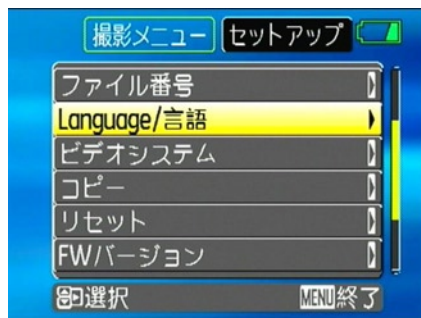 撮影メニュー セットアップ
ファイル番号
Language/言語
ビデオシステム
コピー
リセット
FWバージョン
選択 MENU終了